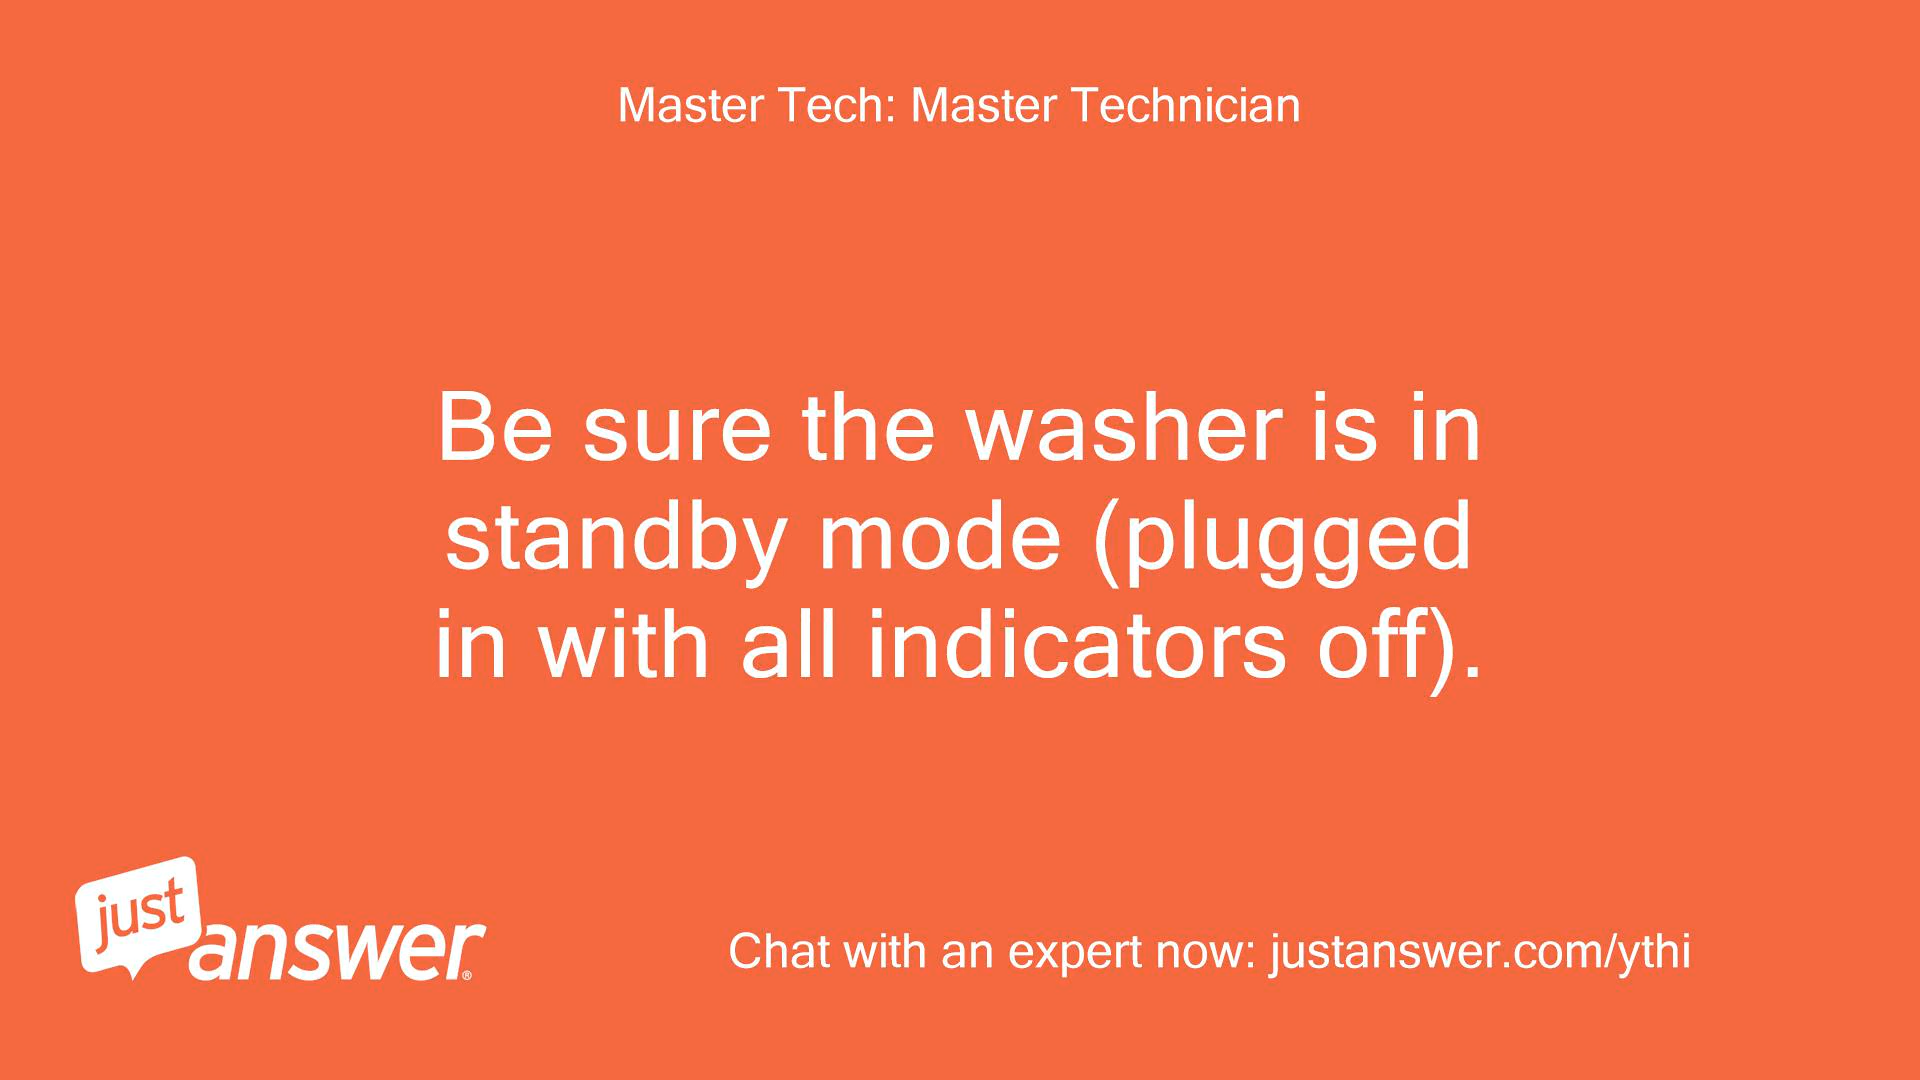 Master Tech: Master Technician
Be sure the washer is in
standby mode (plugged
in with all indicators off).
just
answer®
Chat with an expert now: justanswer.com/ythi